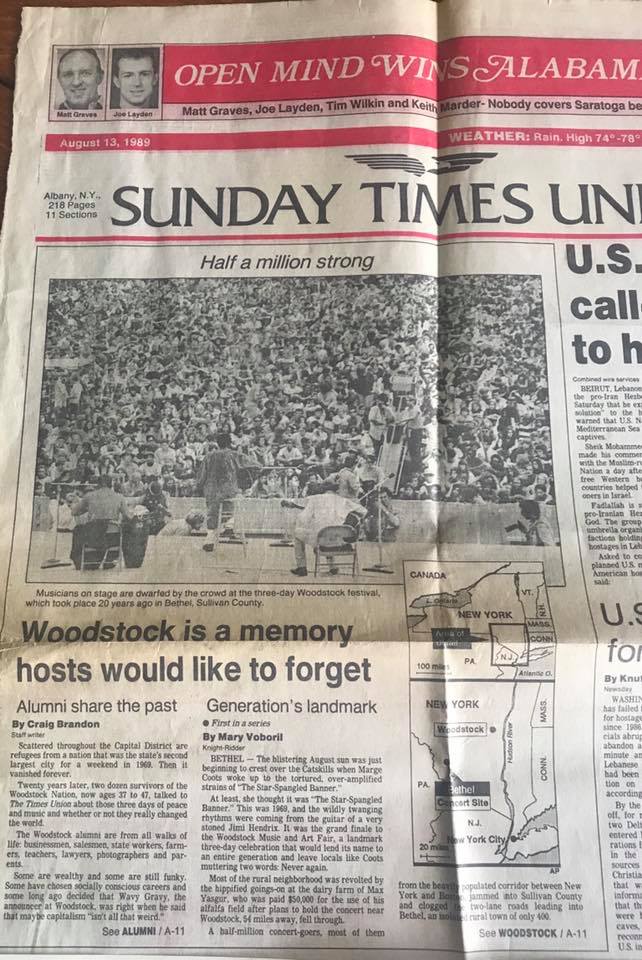 OPEN MIND WINS ALABAM
Matt Graves
Joe Layden
Matt Graves, Joe Layden, Tim Wilkin and Keith Marder- Nobody covers Saratoga be
August 13, 1989
WEATHER: Rain. High 74°-78°
Albany, N.Y.,
218 Pages
11 Sections
SUNDAY TIMES UNI
Half a million strong
Musicians on stage are dwarfed by the crowd at the three-day Woodstock festival,
which took place 20 years ago in Bethel, Sullivan County.
Woodstock is a memory
hosts would like to forget
Alumni share the past
By Craig Brandon
Staff writer
Scattered throughout the Capital District are
refugees from a nation that was the state's second
largest city for a weekend in 1969. Then it
vanished forever.
Twenty years later, two dozen survivors of the
Woodstock Nation, now ages 37 to 47, talked to
The Times Union about those three days of peace
and music and whether or not they really changed
the world.
The Woodstock alumni are from all walks of
life: businessmen, salesmen, state workers, farm-
ers, teachers, lawyers, photographers and par-
ents.
Some are wealthy and some are still funky.
Some have chosen socially conscious careers and
some long ago decided that Wavy Gravy, the
announcer at Woodstock, was right when he said
that maybe capitalism "isn't all that weird."
See ALUMNI / A-11
Generation's landmark
● First in a series
By Mary Voboril
Knight-Ridder
BETHEL — The blistering August sun was just
beginning to crest over the Catskills when Marge
Coots woke up to the tortured, over-amplified
strains of "The Star-Spangled Banner."
At least, she thought it was "The Star-Spangled
Banner." This was 1969, and the wildly twanging
rhythms were coming from the guitar of a very
stoned Jimi Hendrix. It was the grand finale to
the Woodstock Music and Art Fair, a landmark
three-day celebration that would lend its name to
an entire generation and leave locals like Coots
muttering two words: Never again.
Most of the rural neighborhood was revolted by
the hippified goings-on at the dairy farm of Max
Yasgur, who was paid $50,000 for the use of his
alfalfa field after plans to hold the concert near
Woodstock, 54 miles away, fell through.
A half-million concert-goers, most of them
from the heavily populated corridor between New
York and Boston, jammed into Sullivan County
and clogged two-lane roads leading into
Bethel, an isolated rural town of only 400.
See WOODSTOCK / A-11
CANADA
L. Ontario
VT.
N.H.
NEW YORK
Area of
MASS.
CONN.
N.J.
PA.
100 miles
Atlantic O.
NEW YORK
Woodstock
Hudson River
MASS.
CONN.
PA.
Bethel
Concert Site
N.J.
New York City
20 miles
AP
U.S.
call
to h
Combined wire services
BEIRUT, Lebanon
the pro-Iran Hezb
Saturday that he ex
solution" to the h
warned that U.S. N
Mediterranean Sea
captives.
Sheik Mohamme
made his commen
with the Moslem-r
Nation a day afte
free Western ho
countries helped
oners in Israel.
Fadlallah is
pro-Iranian Hez
God. The group
umbrella organi
factions holding
hostages in Leb
Asked to co
planned U.S. m
American hos
said:
U.S
for
By Knut
Newsday
WASHIN
has failed
for hostage
since 1986
cials abrup
abandon a
minute an
Lebanese
had been
tion on
according
By the
off, for
two Delt
entered
rations
in the
sources
Christia
that w
informa
that th
were
caves,
reconn
U.S. in